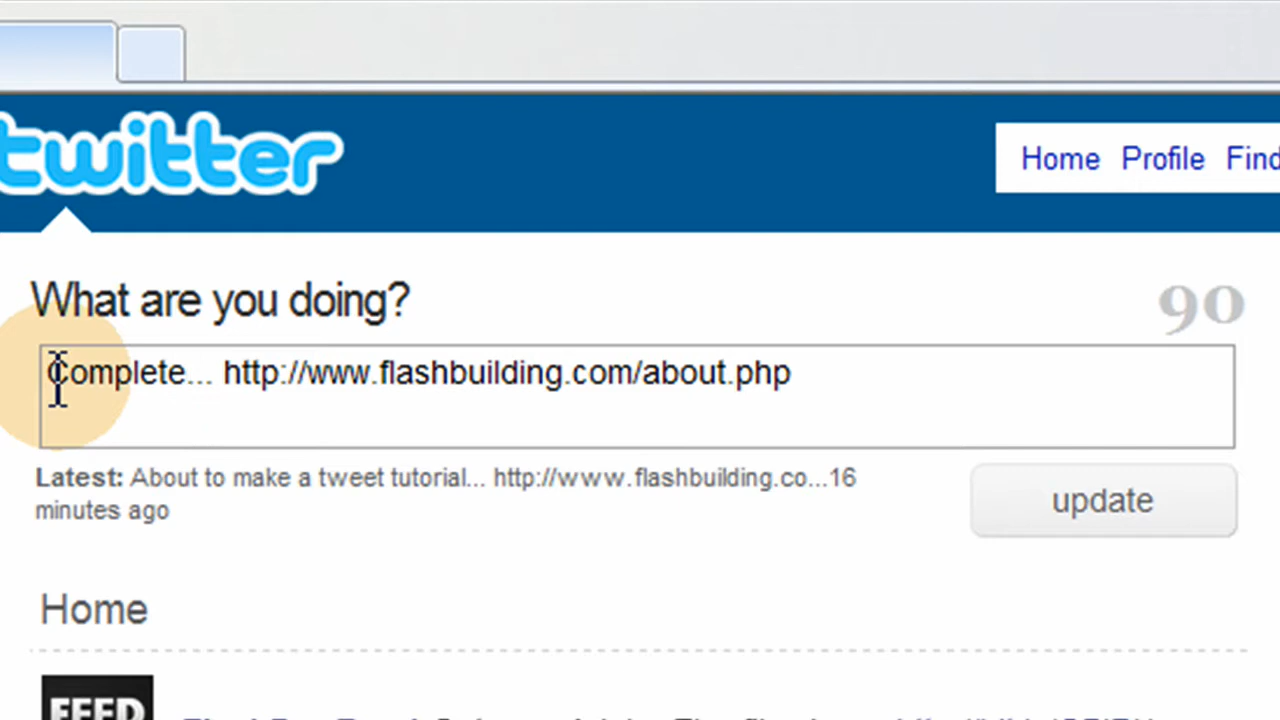 twitter
Home Profile Find
What are you doing?
90
Complete... http://www.flashbuilding.com/about.php
Latest: About to make a tweet tutorial... http://www.flashbuilding.co...16
minutes ago
update
Home
FEED